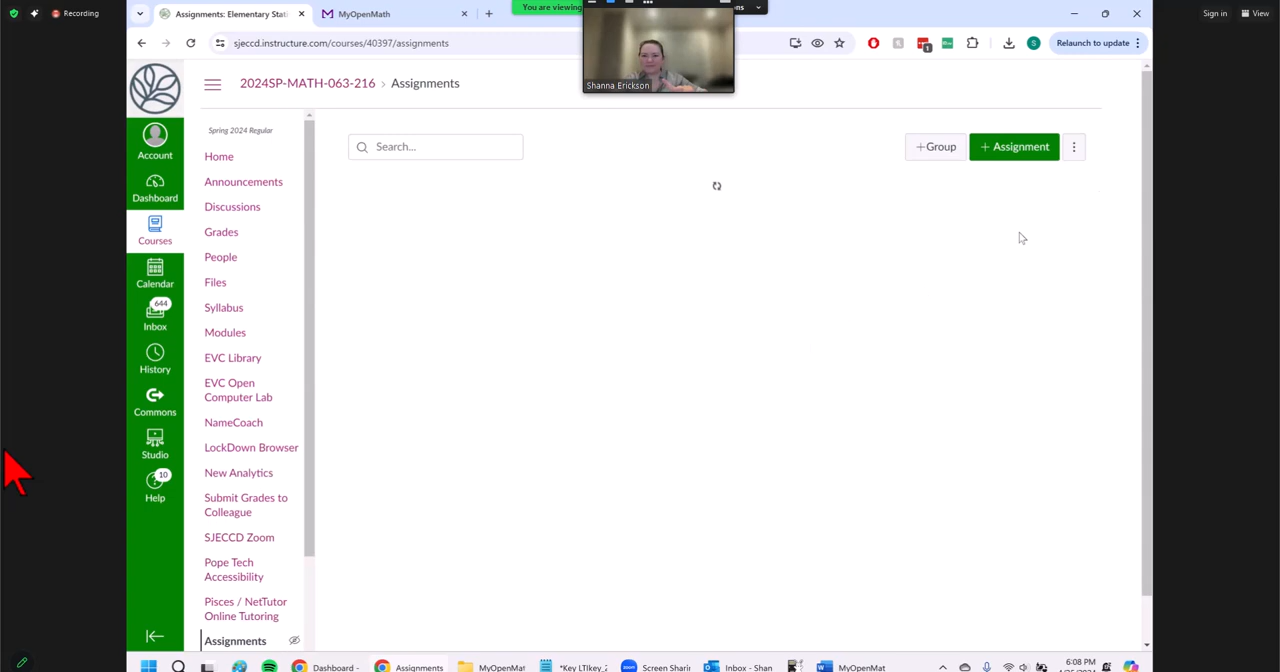 Recording
Assignments: Elementary Stati
MyOpenMath
You are viewing
ons
Sign in
View
sjeccd.instructure.com/courses/40397/assignments
1
S
Relaunch to update
Shanna Erickson
2024SP-MATH-063-216 > Assignments
Spring 2024 Regular
Search...
+Group
+ Assignment
Account
Dashboard
Courses
Calendar
644
Inbox
History
Commons
Studio
10
Help
Home
Announcements
Discussions
Grades
People
Files
Syllabus
Modules
EVC Library
EVC Open
Computer Lab
NameCoach
LockDown Browser
New Analytics
Submit Grades to
Colleague
SJECCD Zoom
Pope Tech
Accessibility
Pisces / NetTutor
Online Tutoring
Assignments
Dashboard -
Assignments
MyOpenMat
*Key LTIkey_Z
Screen Sharin
Inbox - Shan
MyOpenMat
6:08 PM